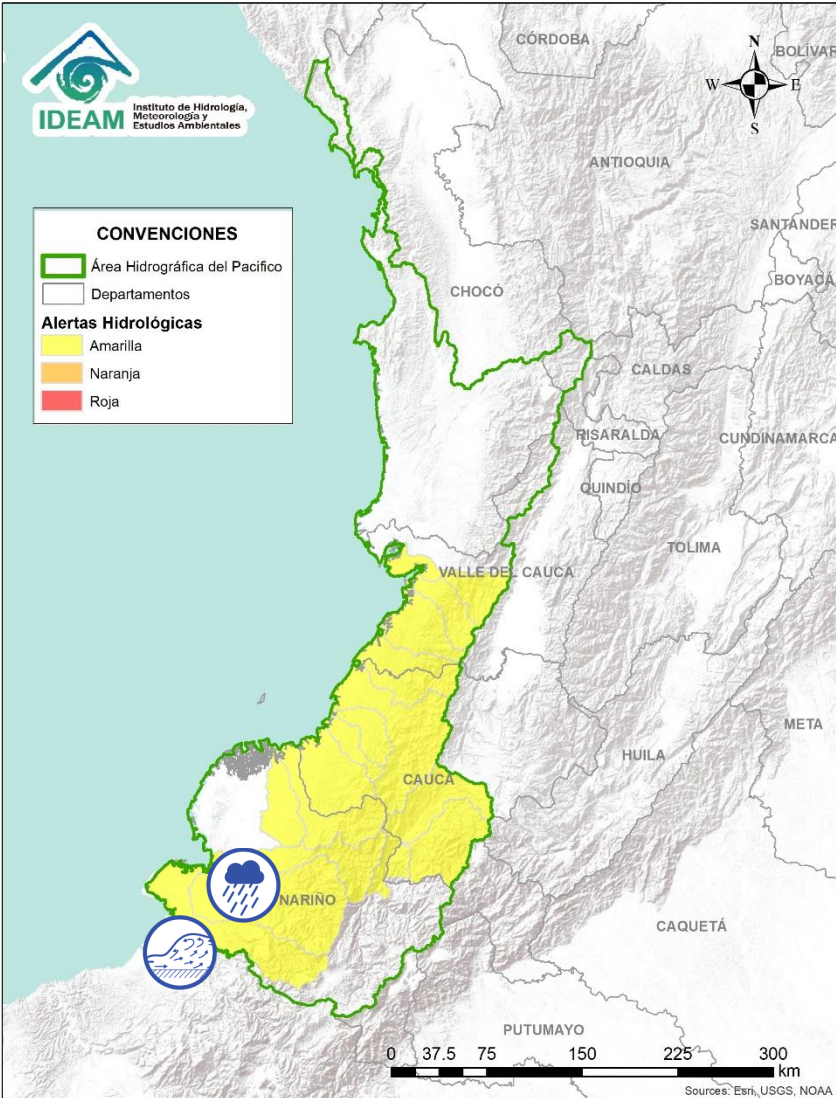 IDEAM
Instituto de Hidrología,
Meteorología y
Estudios Ambientales
CONVENCIONES
Área Hidrográfica del Pacifico
Departamentos
Alertas Hidrológicas
Amarilla
Naranja
Roja
N
W
E
S
CÓRDOBA
BOLÍVAR
ANTIOQUIA
SANTANDER
BOYACÁ
CHOCÓ
CALDAS
RISARALDA
CUNDINAMARCA
QUINDÍO
TOLIMA
VALLE DEL CAUCA
META
HUILA
CAUCA
NARIÑO
CAQUETÁ
PUTUMAYO
0 37.5 75 150 225 300
km
Sources: Esri, USGS, NOAA